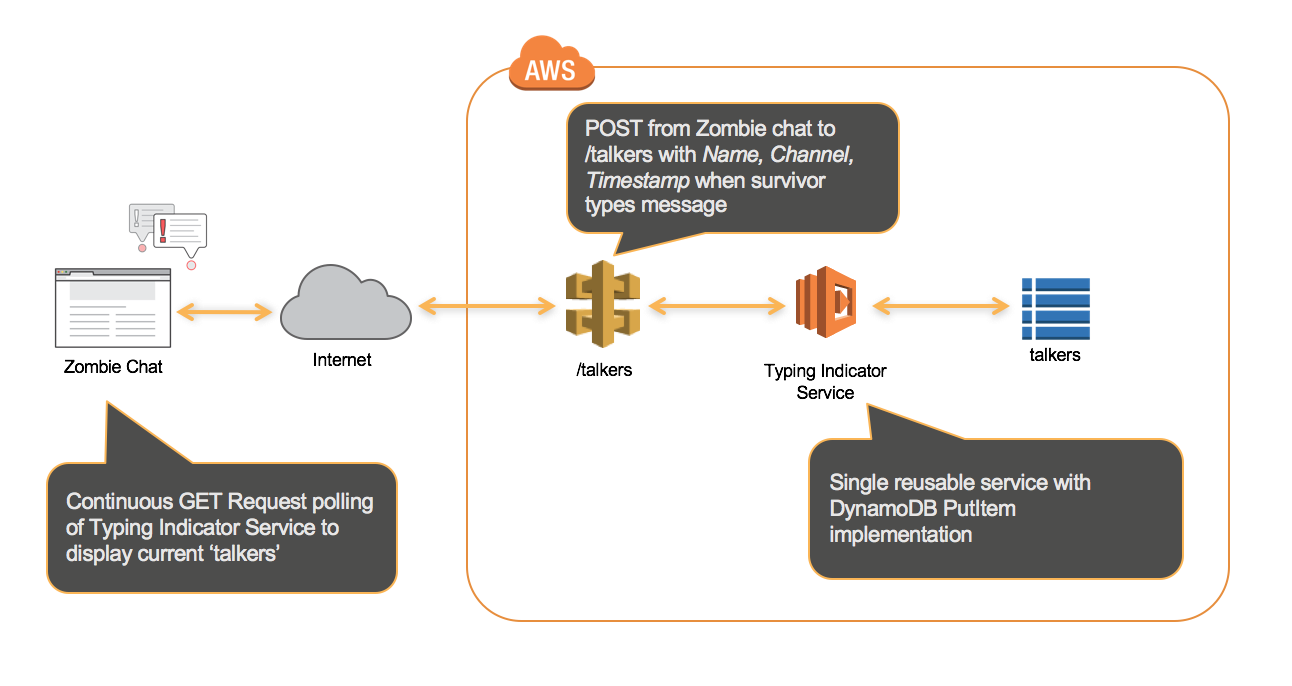 AWS
POST from Zombie chat to
/talkers with Name, Channel,
Timestamp when survivor
types message
Zombie Chat
Internet
/talkers
Typing Indicator
Service
talkers
Continuous GET Request polling
of Typing Indicator Service to
display current ‘talkers’
Single reusable service with
DynamoDB PutItem
implementation